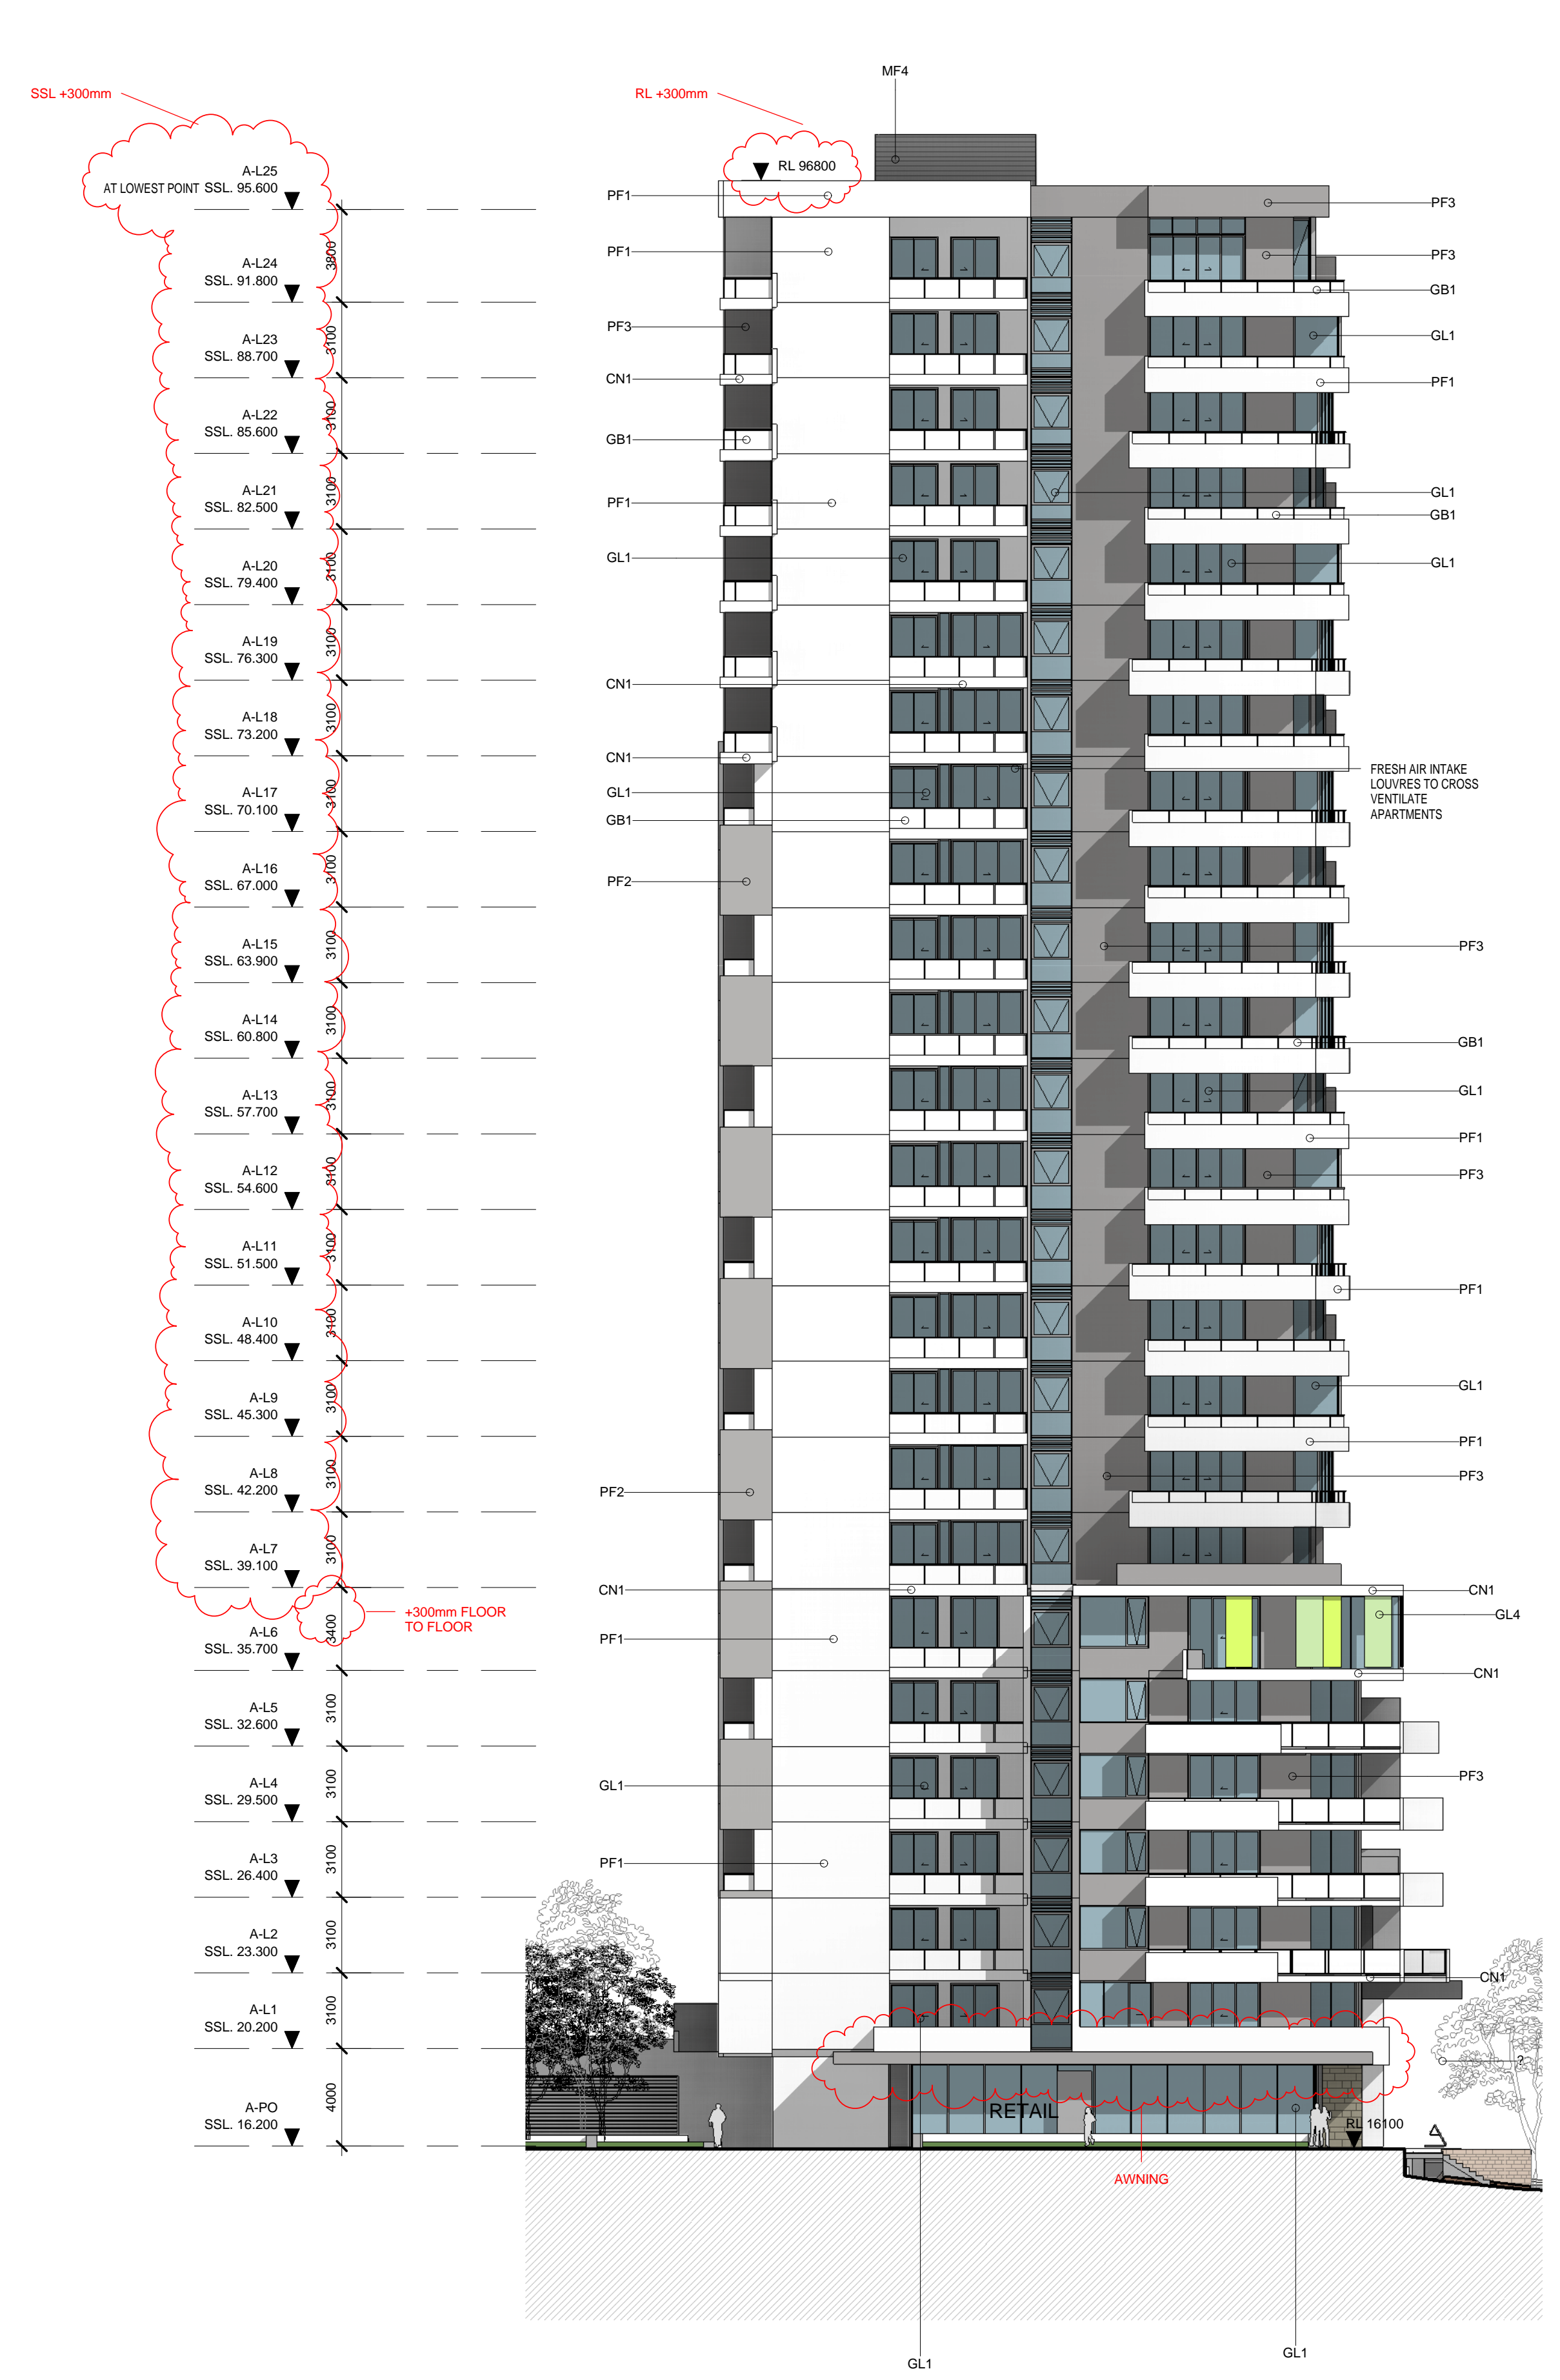 MF4
SSL +300mm
RL +300mm
A-L25
AT LOWEST POINT SSL. 95.600
RL 96800
PF1
PF3
3800
PF1
PF3
A-L24
SSL. 91.800
GB1
3100
PF3
GL1
A-L23
SSL. 88.700
CN1
PF1
3100
A-L22
SSL. 85.600
GB1
3100
A-L21
SSL. 82.500
PF1
GL1
GB1
3100
GL1
GL1
A-L20
SSL. 79.400
3100
A-L19
SSL. 76.300
CN1
3100
A-L18
SSL. 73.200
CN1
FRESH AIR INTAKE
LOUVRES TO CROSS
VENTILATE
APARTMENTS
3100
GL1
A-L17
SSL. 70.100
GB1
3100
A-L16
SSL. 67.000
PF2
3100
A-L15
SSL. 63.900
PF3
3100
A-L14
SSL. 60.800
GB1
3100
GL1
A-L13
SSL. 57.700
PF1
3100
A-L12
SSL. 54.600
PF3
3100
A-L11
SSL. 51.500
PF1
3100
A-L10
SSL. 48.400
GL1
3100
A-L9
SSL. 45.300
PF1
3100
A-L8
SSL. 42.200
PF3
PF2
3100
A-L7
SSL. 39.100
CN1
CN1
+300mm FLOOR
TO FLOOR
GL4
3400
A-L6
SSL. 35.700
PF1
CN1
3100
A-L5
SSL. 32.600
3100
A-L4
SSL. 29.500
GL1
PF3
3100
A-L3
SSL. 26.400
PF1
3100
A-L2
SSL. 23.300
CN1
3100
A-L1
SSL. 20.200
?
4000
A-PO
SSL. 16.200
RETAIL
RL 16100
AWNING
GL1
GL1